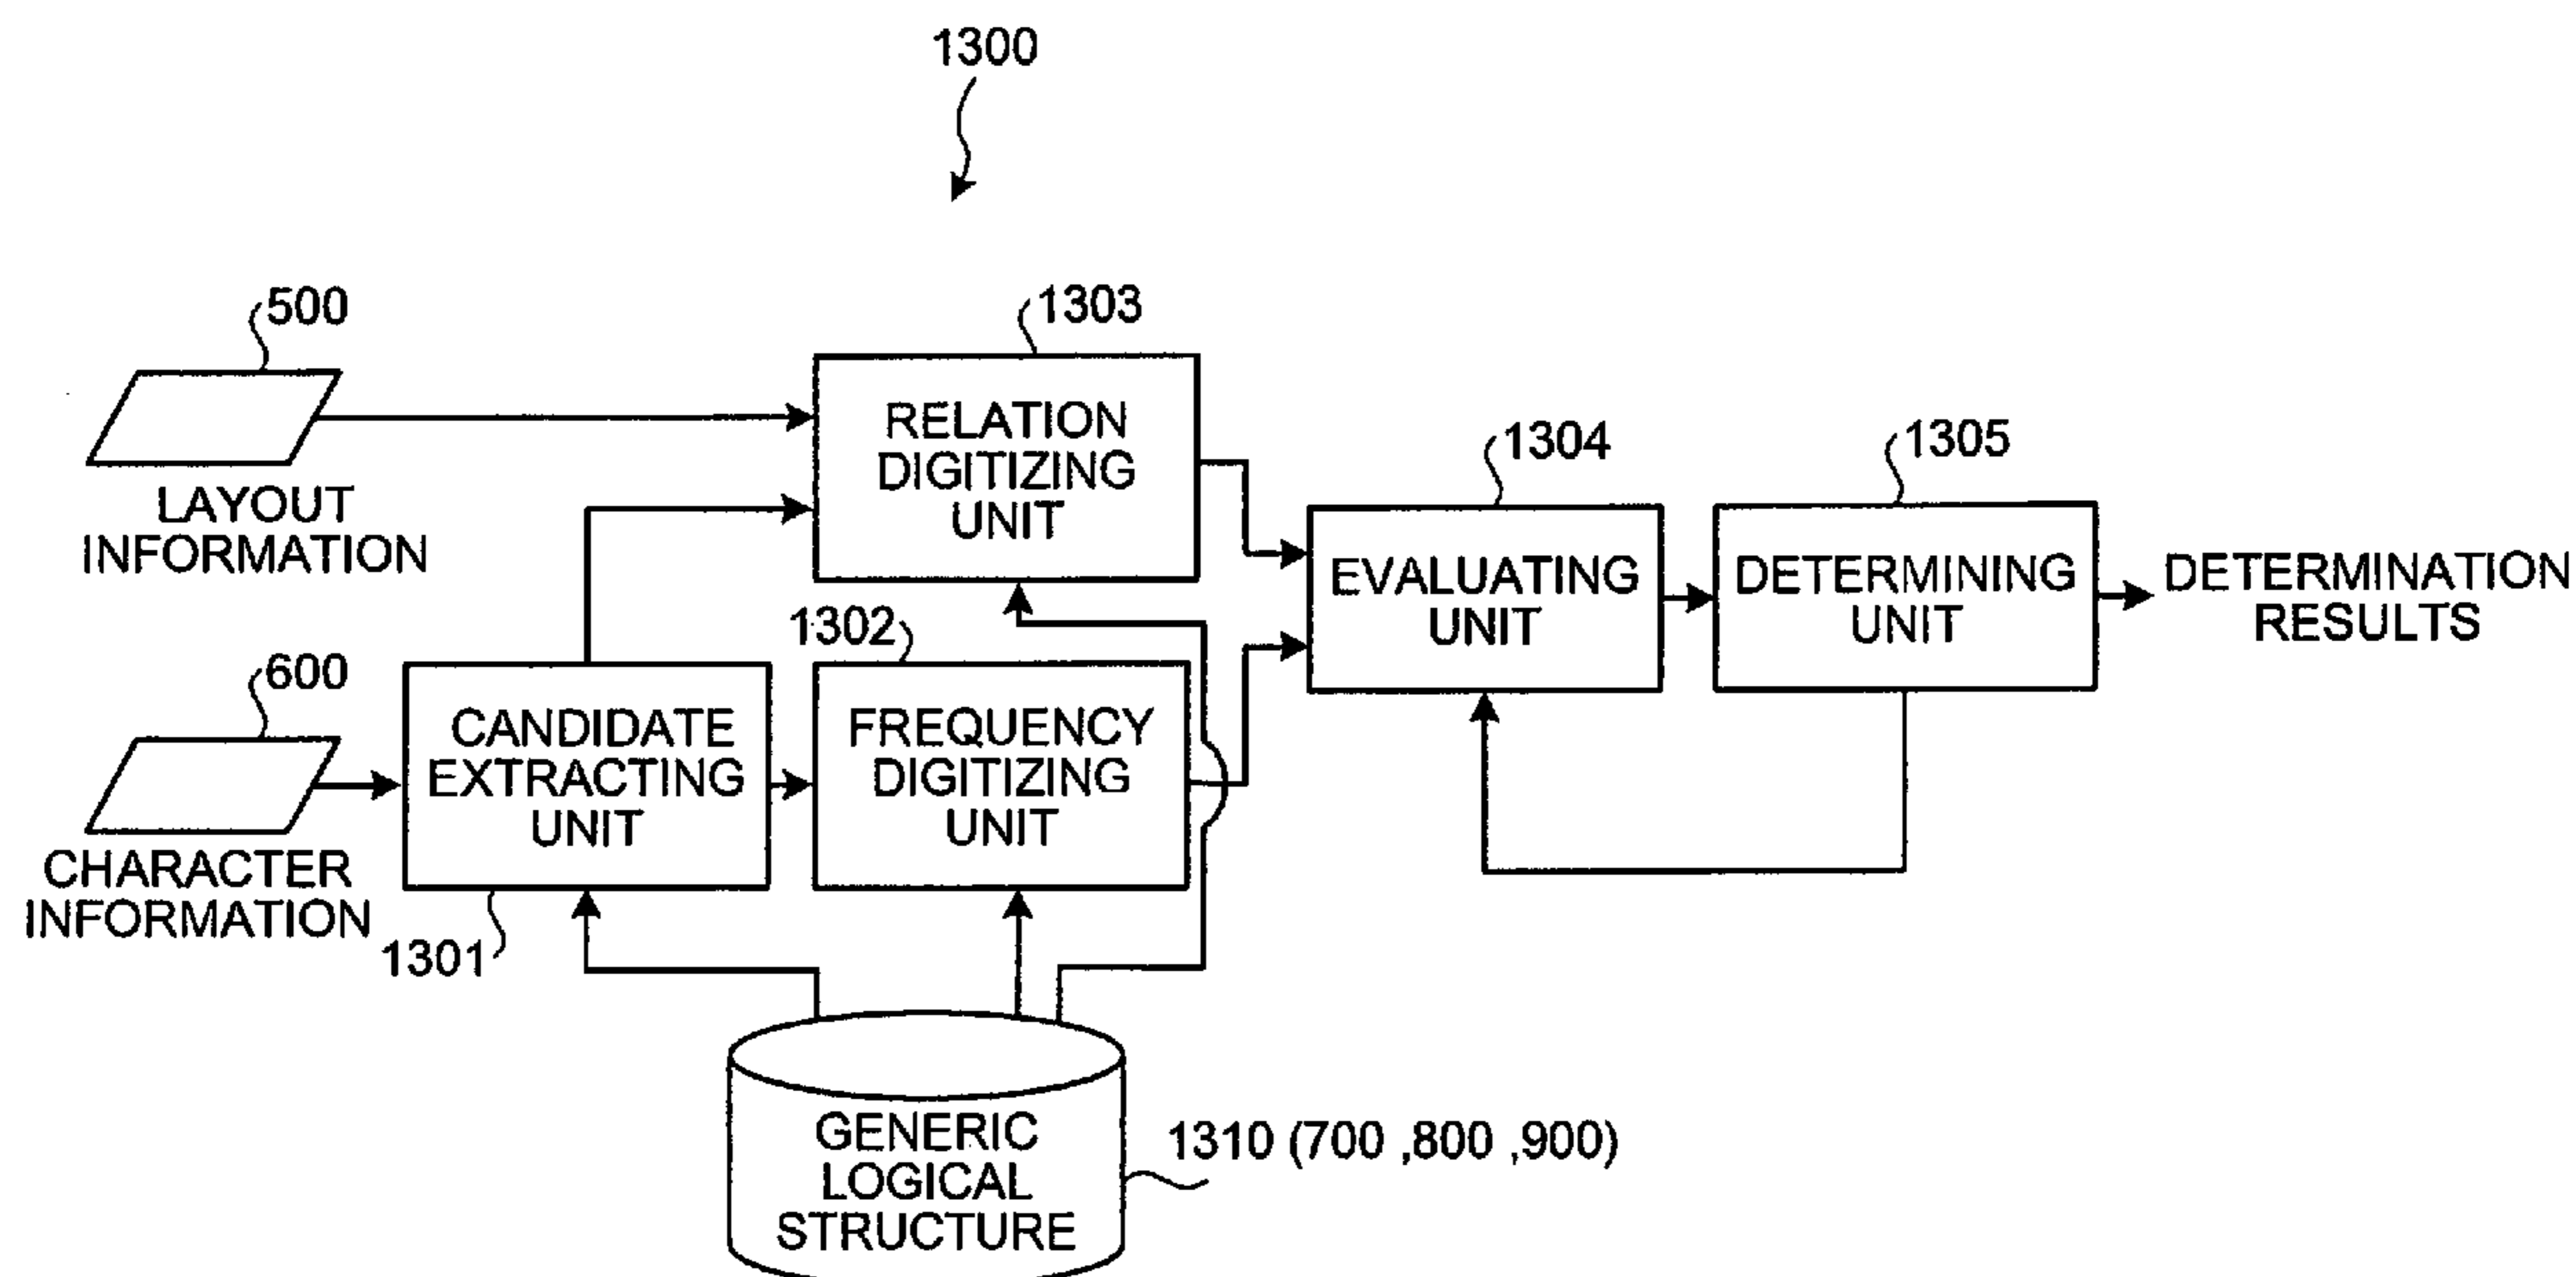 1300
500
LAYOUT
INFORMATION
1303
RELATION
DIGITIZING
UNIT
1304
EVALUATING
UNIT
1305
DETERMINING
UNIT
DETERMINATION
RESULTS
600
CHARACTER
INFORMATION
CANDIDATE
EXTRACTING
UNIT
1301
1302
FREQUENCY
DIGITIZING
UNIT
GENERIC
LOGICAL
STRUCTURE
1310 (700 ,800 ,900)